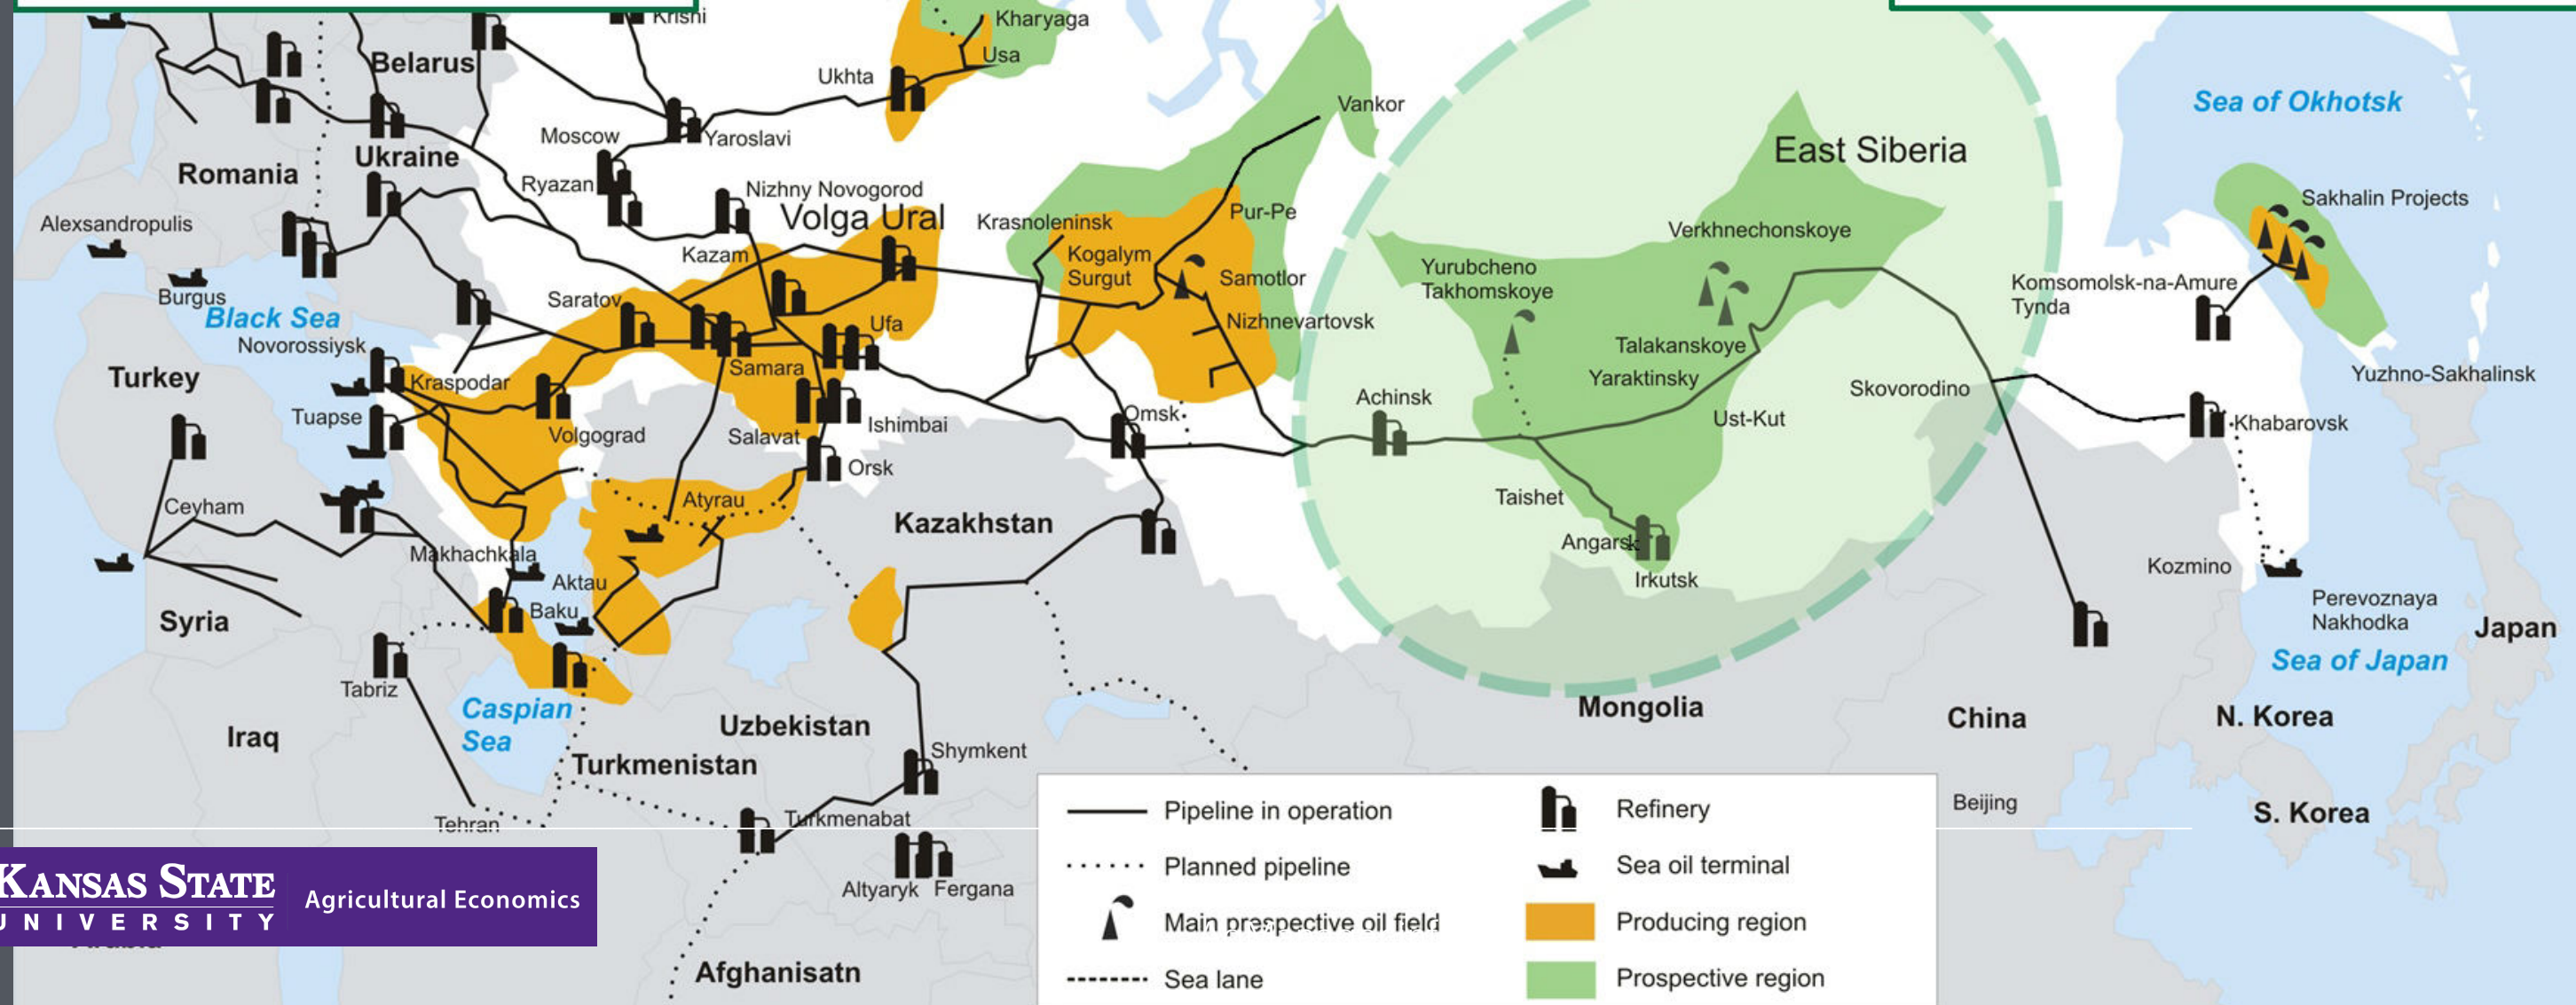 Krishi
Kharyaga
Usa
Ukhta
Belarus
Vankor
Sea of Okhotsk
Moscow
Yaroslavi
East Siberia
Ukraine
Romania
Ryazan
Nizhny Novogorod
Volga Ural
Sakhalin Projects
Alexsandropulis
Krasnoleninsk
Pur-Pe
Verkhnechonskoye
Kazam
Kogalym
Surgut
Samotlor
Yurubcheno
Takhomskoye
Komsomolsk-na-Amure
Tynda
Burgus
Saratov
Black Sea
Ufa
Nizhnevartovsk
Novorossiysk
Talakanskoye
Samara
Turkey
Kraspodar
Yaraktinsky
Skovorodino
Yuzhno-Sakhalinsk
Achinsk
Tuapse
Omsk
Ust-Kut
Khabarovsk
Volgograd
Salavat
Ishimbai
Orsk
Ceyham
Atyrau
Kazakhstan
Taishet
Makhachkala
Angarsk
Kozmino
Aktau
Irkutsk
Baku
Syria
Perevoznaya
Nakhodka
Japan
Sea of Japan
Tabriz
Caspian
Sea
Mongolia
China
N. Korea
Iraq
Uzbekistan
Shymkent
Turkmenistan
Beijing
S. Korea
Tehran
Turkmenabat
Altyaryk Fergana
Afghanisatn
Pipeline in operation
Planned pipeline
Main prospective oil field
Sea lane
Refinery
Sea oil terminal
Producing region
Prospective region
KANSAS STATE
UNIVERSITY
Agricultural Economics